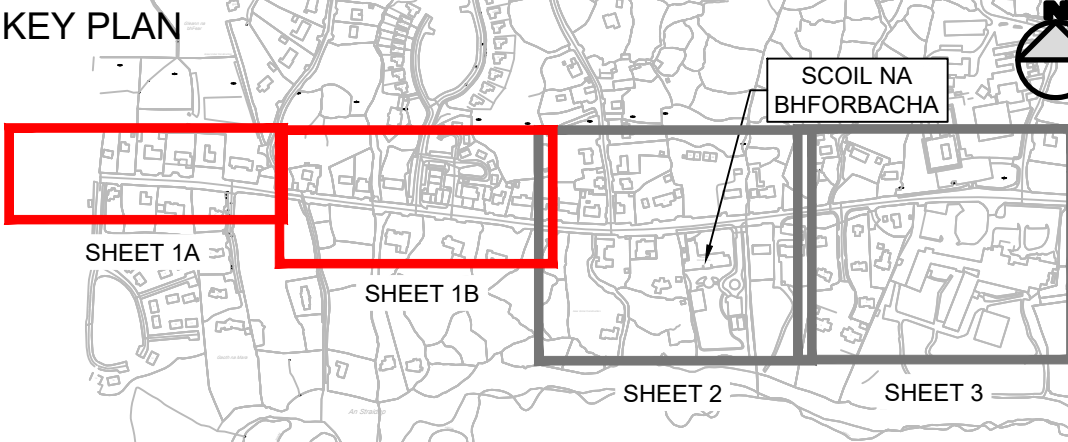 KEY PLAN
N
SCOIL NA
BHFORBACHA
SHEET 1A
SHEET 1B
SHEET 2
SHEET 3